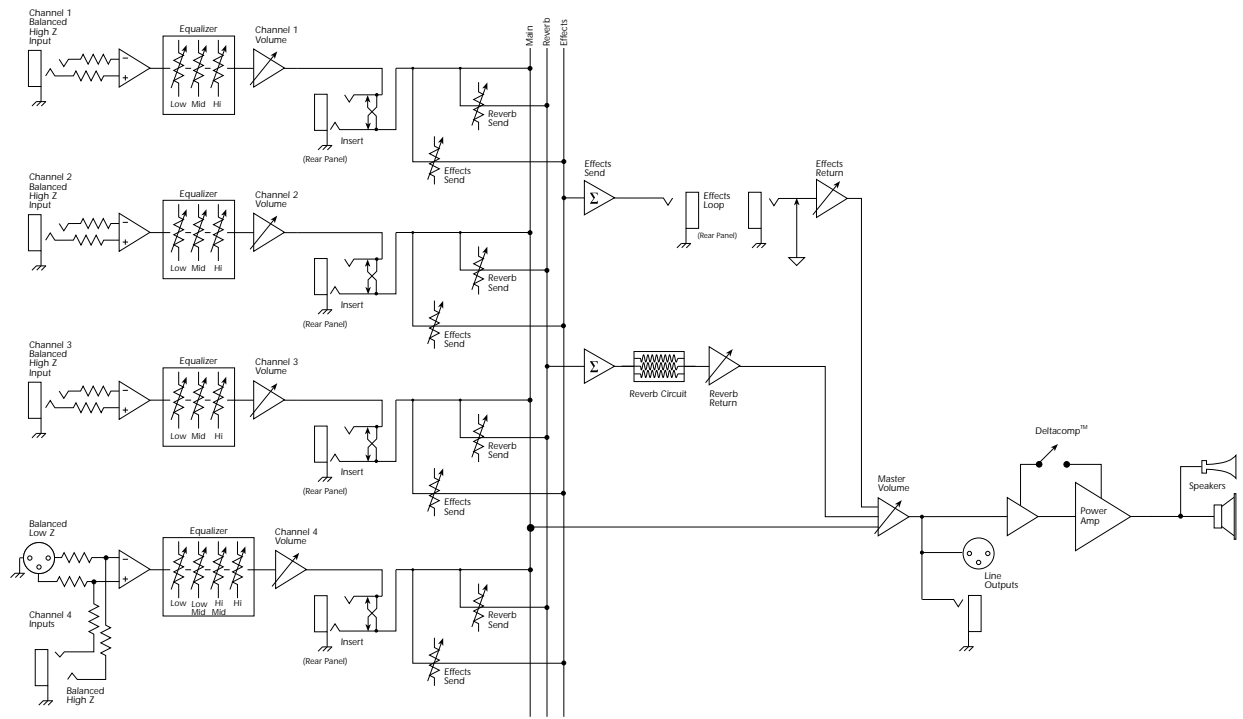 Channel 1
Balanced
High Z
Input
Equalizer
Low Mid Hi
Channel 1
Volume
Insert
(Rear Panel)
Effects
Send
Reverb
Send
Main
Reverb
Effects
Channel 2
Balanced
High Z
Input
Equalizer
Low Mid Hi
Channel 2
Volume
Insert
(Rear Panel)
Effects
Send
Reverb
Send
Effects
Send
Σ
Effects
Loop
(Rear Panel)
Effects
Return
Channel 3
Balanced
High Z
Input
Equalizer
Low Mid Hi
Channel 3
Volume
Insert
(Rear Panel)
Effects
Send
Reverb
Send
Σ
Reverb Circuit
Reverb
Return
Balanced
Low Z
Channel 4
Inputs
Balanced
High Z
Equalizer
Low Low Hi Hi
Mid Mid
Channel 4
Volume
Insert
(Rear Panel)
Effects
Send
Reverb
Send
Master
Volume
Line
Outputs
Deltacomp™
Power
Amp
Speakers